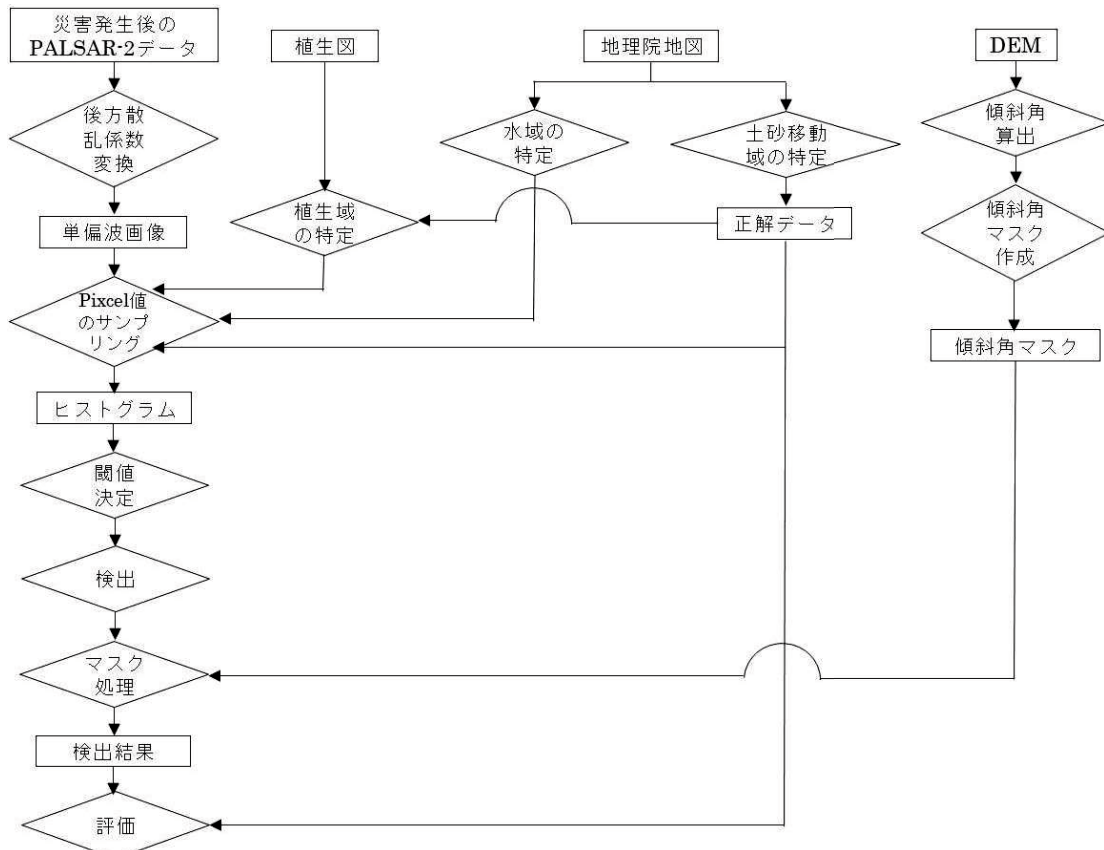 災害発生後の
PALSAR-2データ
植生図
地理院地図
DEM
後方散
乱係数
変換
水域の
特定
土砂移動
域の特定
傾斜角
算出
単偏波画像
植生域
の特定
正解データ
傾斜角
マスク
作成
Pixcel値
のサンプ
リング
傾斜角マスク
ヒストグラム
閾値
決定
検出
マスク
処理
検出結果
評価